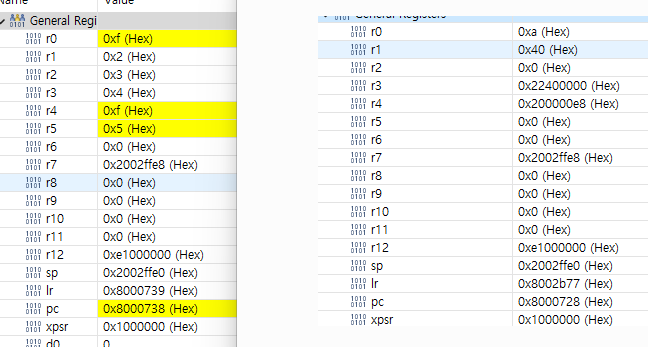 Name Value
General Regi
r0 0xf (Hex)
r1 0x2 (Hex)
r2 0x3 (Hex)
r3 0x4 (Hex)
r4 0xf (Hex)
r5 0x5 (Hex)
r6 0x0 (Hex)
r7 0x2002ffe8 (Hex)
r8 0x0 (Hex)
r9 0x0 (Hex)
r10 0x0 (Hex)
r11 0x0 (Hex)
r12 0xe1000000 (Hex)
sp 0x2002ffe0 (Hex)
lr 0x8000739 (Hex)
pc 0x8000738 (Hex)
xpsr 0x1000000 (Hex)
d0 0
General Registers
r0 0xa (Hex)
r1 0x40 (Hex)
r2 0x0 (Hex)
r3 0x22400000 (Hex)
r4 0x200000e8 (Hex)
r5 0x0 (Hex)
r6 0x0 (Hex)
r7 0x2002ffe8 (Hex)
r8 0x0 (Hex)
r9 0x0 (Hex)
r10 0x0 (Hex)
r11 0x0 (Hex)
r12 0xe1000000 (Hex)
sp 0x2002ffe0 (Hex)
lr 0x8002b77 (Hex)
pc 0x8000728 (Hex)
xpsr 0x1000000 (Hex)